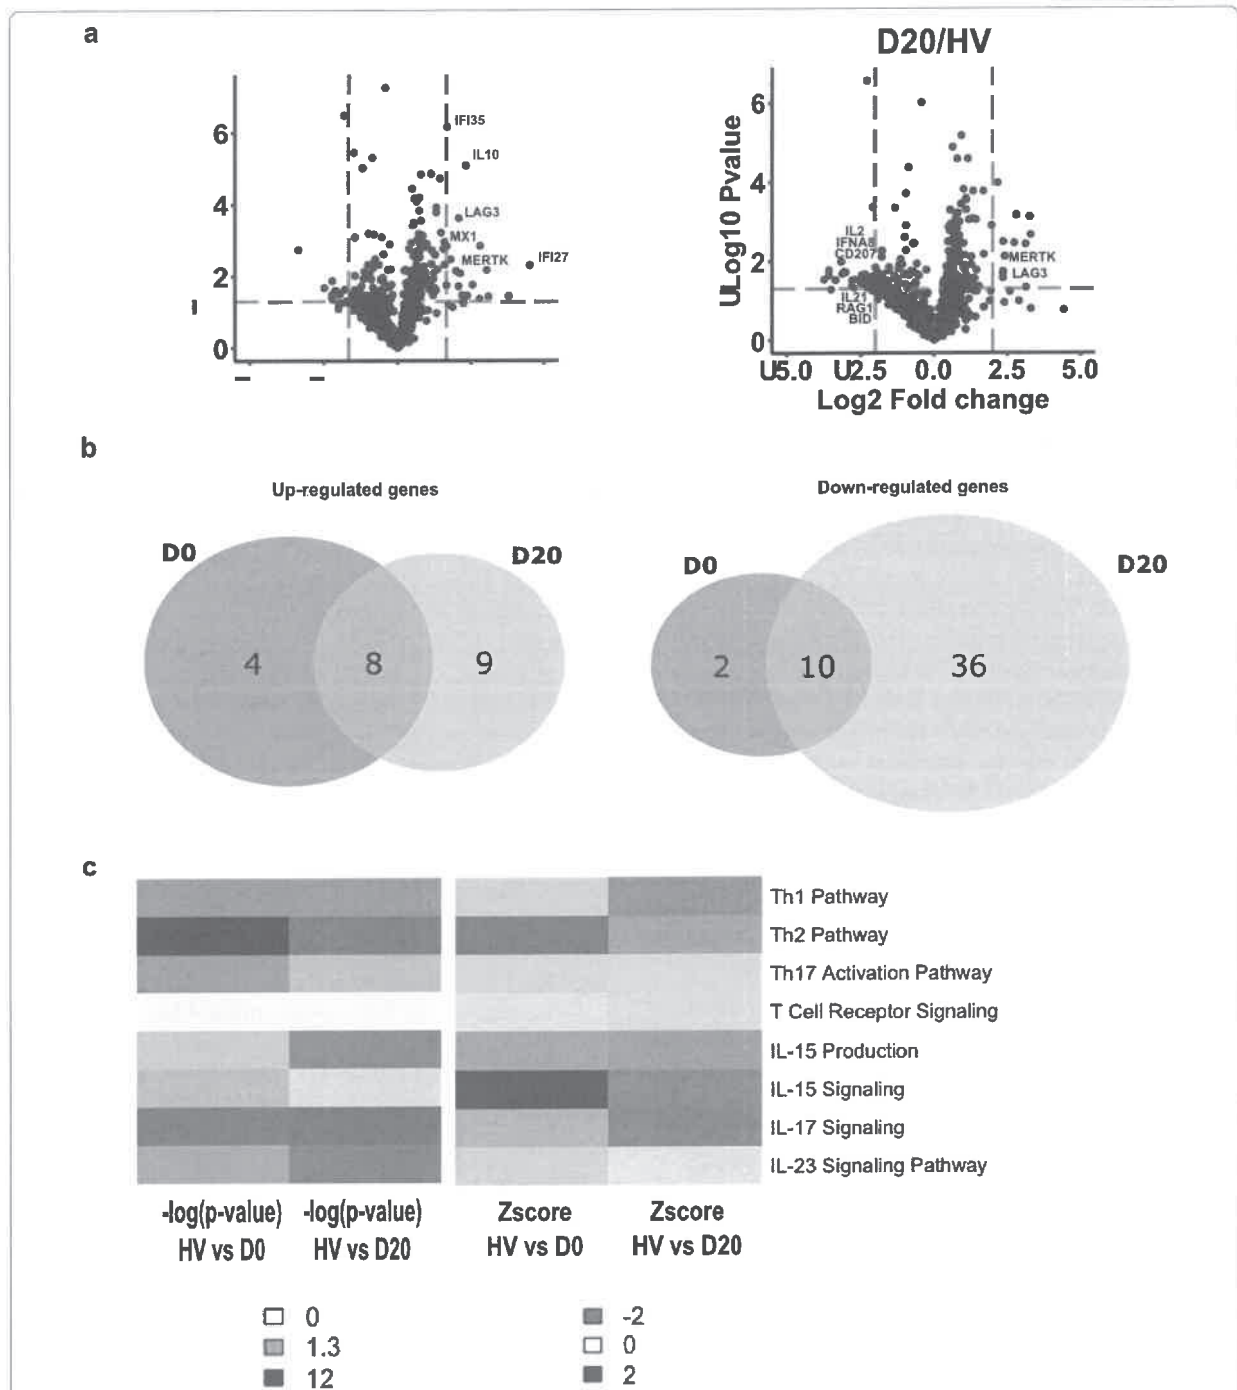 a
D20/HV
6
4
2
0
IFI35
IL10
LAG3
MX1
MERTK
IFI27
ULog10 Pvalue
6
4
2
0
IL2
IFNA8
CD207
IL21
RAG1
BID
MERTK
LAG3
U5.0 U2.5 0.0 2.5 5.0
Log2 Fold change
b
Up-regulated genes
D0
D20
4 8 9
Down-regulated genes
D0
D20
2 10 36
c
Th1 Pathway
Th2 Pathway
Th17 Activation Pathway
T Cell Receptor Signaling
IL-15 Production
IL-15 Signaling
IL-17 Signaling
IL-23 Signaling Pathway
-log(p-value)
HV vs D0
-log(p-value)
HV vs D20
Zscore
HV vs D0
Zscore
HV vs D20
0
1.3
12
-2
0
2